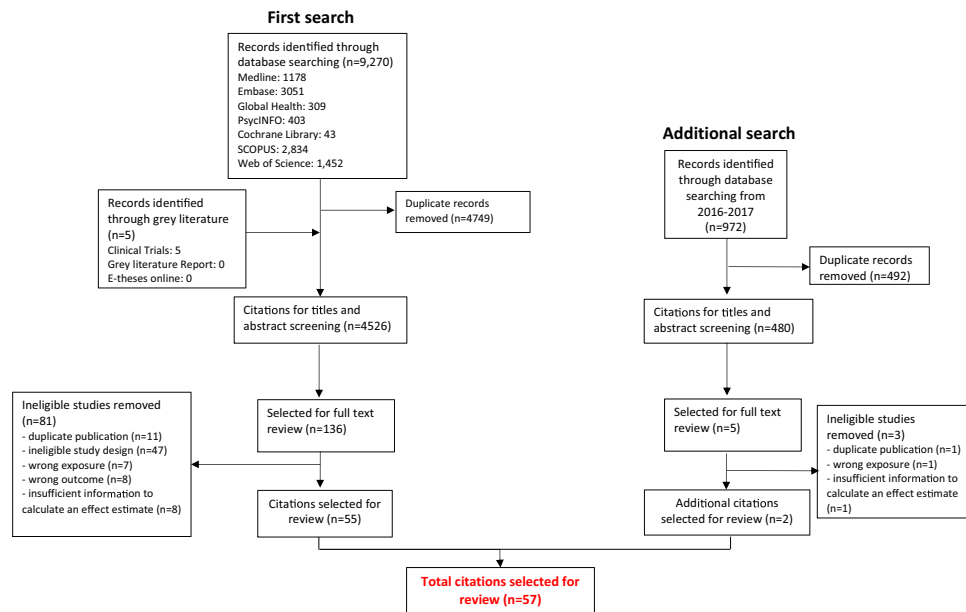 First search
Records identified through
database searching (n=9,270)
Medline: 1178
Embase: 3051
Global Health: 309
PsycINFO: 403
Cochrane Library: 43
SCOPUS: 2,834
Web of Science: 1,452
Records identified
through grey literature
(n=5)
Clinical Trials: 5
Grey literature Report: 0
E-theses online: 0
Duplicate records
removed (n=4749)
Citations for titles and
abstract screening (n=4526)
Selected for full text
review (n=136)
Ineligible studies removed
(n=81)
- duplicate publication (n=11)
- ineligible study design (n=47)
- wrong exposure (n=7)
- wrong outcome (n=8)
- insufficient information to
calculate an effect estimate (n=8)
Citations selected for
review (n=55)
Additional search
Records identified
through database
searching from
2016-2017
(n=972)
Duplicate records
removed (n=492)
Citations for titles and
abstract screening (n=480)
Selected for full text
review (n=5)
Ineligible studies
removed (n=3)
- duplicate publication (n=1)
- wrong exposure (n=1)
- insufficient information to
calculate an effect estimate
(n=1)
Additional citations
selected for review (n=2)
Total citations selected for
review (n=57)